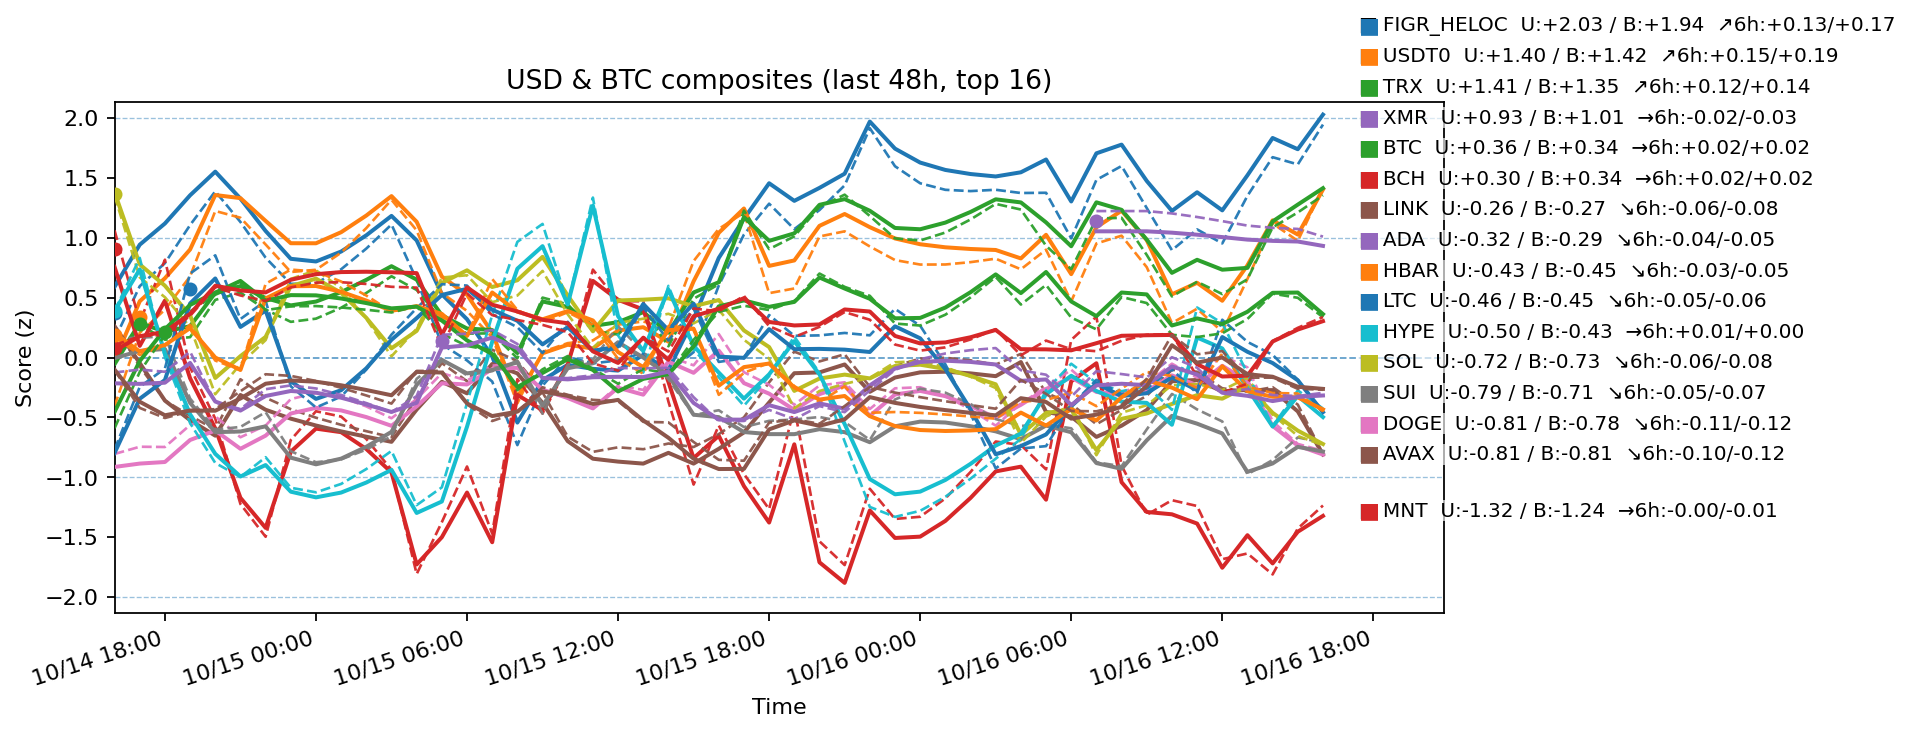 FIGR_HELOC  U:+2.03 / B:+1.94  ↗6h:+0.13/+0.17
USDT0  U:+1.40 / B:+1.42  ↗6h:+0.15/+0.19
USD & BTC composites (last 48h, top 16)
TRX  U:+1.41 / B:+1.35  ↗6h:+0.12/+0.14
XMR  U:+0.93 / B:+1.01  →6h:-0.02/-0.03
BTC  U:+0.36 / B:+0.34  →6h:+0.02/+0.02
BCH  U:+0.30 / B:+0.34  →6h:+0.02/+0.02
LINK  U:-0.26 / B:-0.27  ↘6h:-0.06/-0.08
ADA  U:-0.32 / B:-0.29  ↘6h:-0.04/-0.05
HBAR  U:-0.43 / B:-0.45  ↘6h:-0.03/-0.05
LTC  U:-0.46 / B:-0.45  ↘6h:-0.05/-0.06
HYPE  U:-0.50 / B:-0.43  →6h:+0.01/+0.00
SOL  U:-0.72 / B:-0.73  ↘6h:-0.06/-0.08
SUI  U:-0.79 / B:-0.71  ↘6h:-0.05/-0.07
DOGE  U:-0.81 / B:-0.78  ↘6h:-0.11/-0.12
AVAX  U:-0.81 / B:-0.81  ↘6h:-0.10/-0.12
MNT  U:-1.32 / B:-1.24  →6h:-0.00/-0.01
Score (z)
2.0
1.5
1.0
0.5
0.0
−0.5
−1.0
−1.5
−2.0
10/14 18:00
10/15 00:00
10/15 06:00
10/15 12:00
10/15 18:00
10/16 00:00
10/16 06:00
10/16 12:00
10/16 18:00
Time